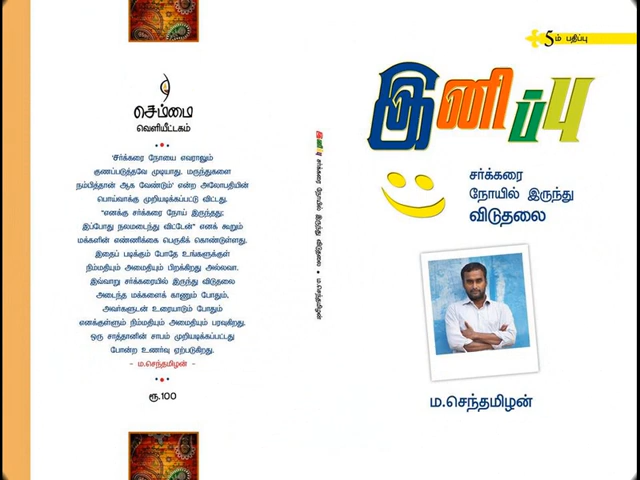 செம்மை
வெளியீட்டகம்
'சர்க்கரை நோயை எவராலும்
குணப்படுத்தவே முடியாது. மருந்துகளை
நம்பித்தான் ஆக வேண்டும்' என்ற அலோபதியின்
பொய்வாக்கு முறியடிக்கப்பட்டு விட்டது.
"எனக்கு சர்க்கரை நோய் இருந்தது;
இப்போது நலமடைந்து விட்டேன்" எனக் கூறும்
மக்களின் எண்ணிக்கை பெருகிக் கொண்டுள்ளது.
இதைப் படிக்கும் போதே உங்களுக்குள்
நிம்மதியும் அமைதியும் பிறக்கிறது அல்லவா.
இவ்வாறு சர்க்கரையில் இருந்து விடுதலை
அடைந்த மக்களைக் காணும் போதும்,
அவர்களுடன் உரையாடும் போதும்
எனக்குள்ளும் நிம்மதியும் அமைதியும் பரவுகிறது.
ஒரு சாத்தானின் சாபம் முறியடிக்கப்பட்டது
போன்ற உணர்வு ஏற்படுகிறது.
- ம.செந்தமிழன் -
ரூ.100
இனிப்பு சர்க்கரை நோயில் இருந்து விடுதலை • ம.செந்தமிழன்
5ம் பதிப்பு
இனிப்பு
சர்க்கரை
நோயில் இருந்து
விடுதலை
ம.செந்தமிழன்